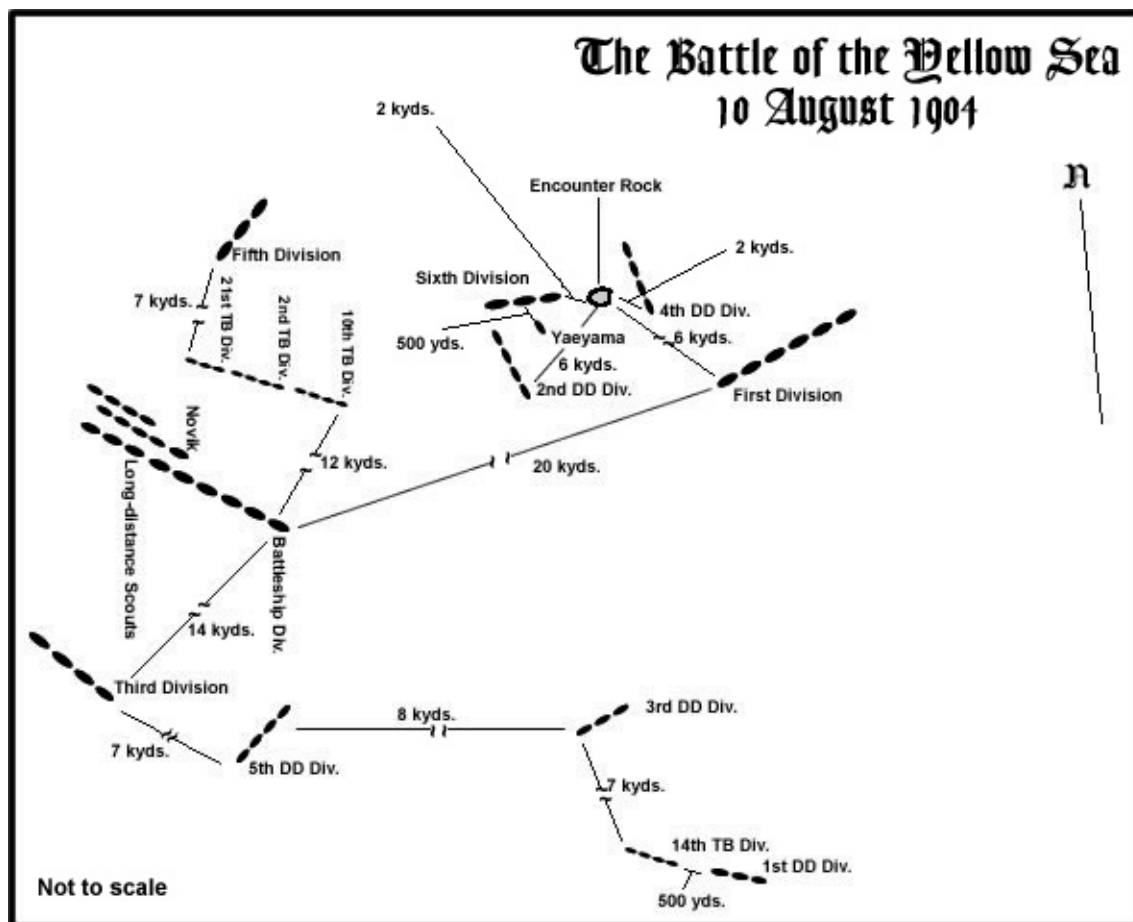 The Battle of the Yellow Sea
10 August 1904
2 kyds.
N
Encounter Rock
Fifth Division
Sixth Division
2 kyds.
7 kyds.
21st TB Div.
2nd TB Div.
10th TB Div.
4th DD Div.
500 yds.
Yaeyama
6 kyds.
6 kyds.
2nd DD Div.
First Division
Novik
12 kyds.
20 kyds.
Long-distance Scouts
Battleship Div.
14 kyds.
Third Division
8 kyds.
3rd DD Div.
7 kyds.
5th DD Div.
7 kyds.
14th TB Div.
1st DD Div.
500 yds.
Not to scale